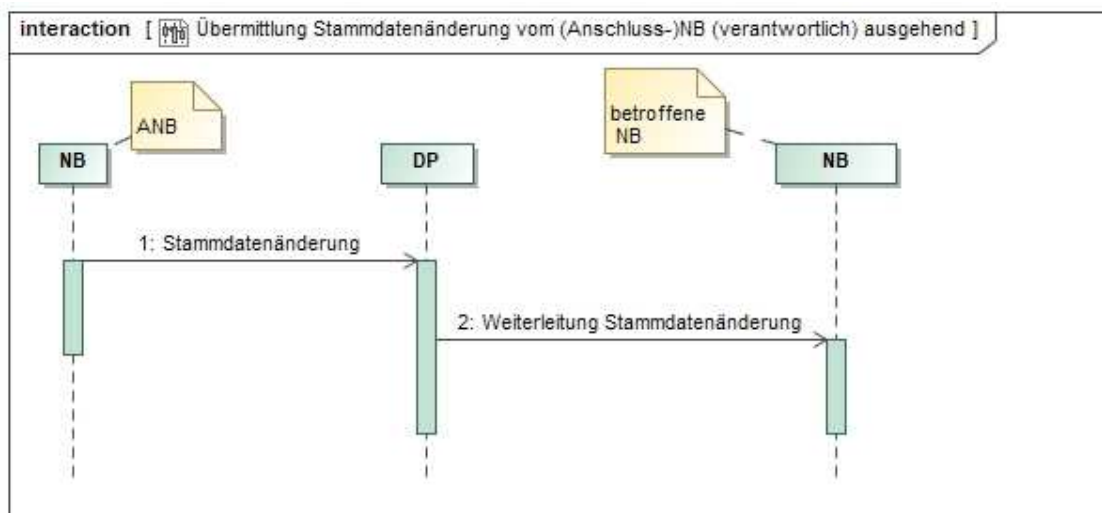 interaction [ Übermittlung Stammdatenänderung vom (Anschluss-)NB (verantwortlich) ausgehend ]
ANB
betroffene
NB
NB
DP
NB
1: Stammdatenänderung
2: Weiterleitung Stammdatenänderung